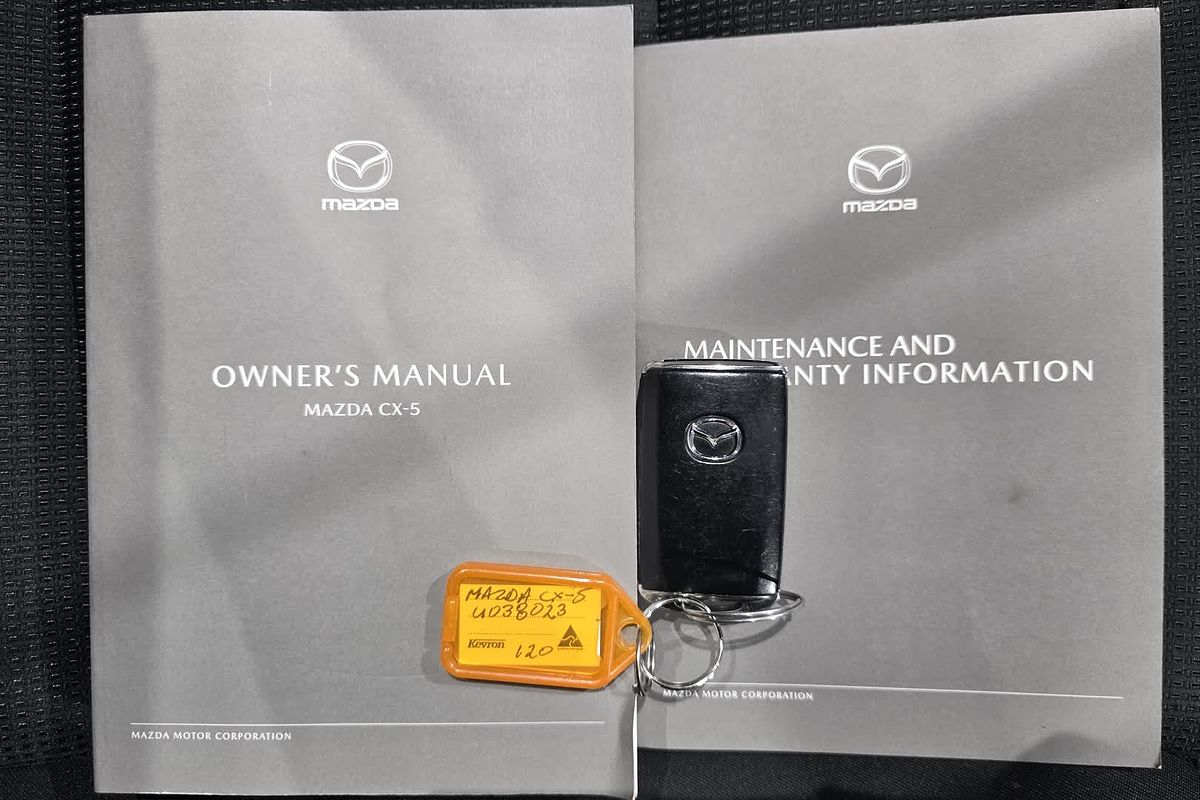 mazda
OWNER'S MANUAL
MAZDA CX-5
MAZDA MOTOR CORPORATION
mazda
MAINTENANCE AND
NTY INFORMATION
MAZDA MOTOR CORPORATION
MAZDA CX-5
U038023
Kevron
120